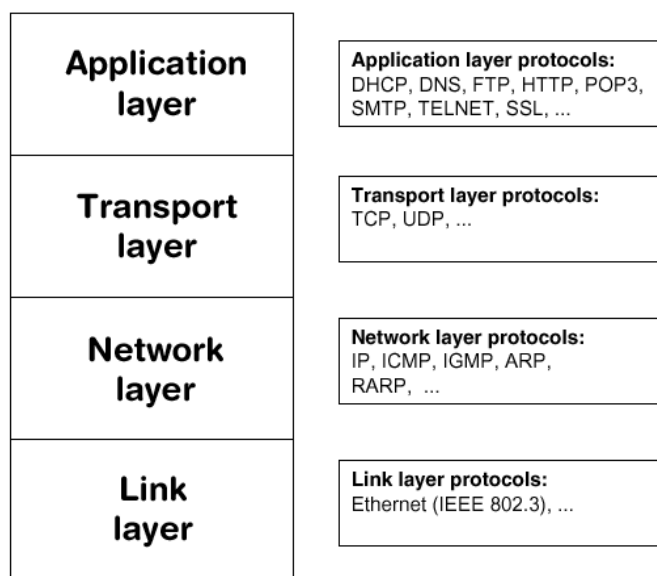 Application
layer
Application layer protocols:
DHCP, DNS, FTP, HTTP, POP3,
SMTP, TELNET, SSL, ...
Transport
layer
Transport layer protocols:
TCP, UDP, ...
Network
layer
Network layer protocols:
IP, ICMP, IGMP, ARP,
RARP,  ...
Link
layer
Link layer protocols:
Ethernet (IEEE 802.3), ...